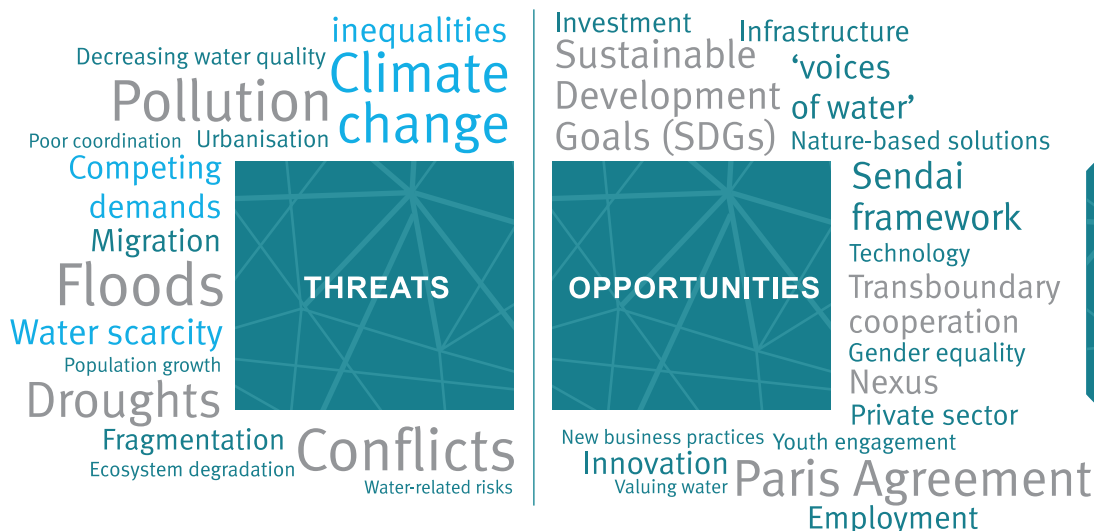 inequalities
Decreasing water quality
Climate
change
Pollution
Poor coordination
Urbanisation
Competing
demands
Migration
Floods
Water scarcity
Population growth
Droughts
Fragmentation
Ecosystem degradation
Conflicts
Water-related risks
THREATS
Investment
Infrastructure
Sustainable
Development
Goals (SDGs)
‘voices
of water’
Nature-based solutions
Sendai
framework
Technology
Transboundary
cooperation
Gender equality
Nexus
Private sector
OPPORTUNITIES
New business practices
Youth engagement
Innovation
Valuing water
Paris Agreement
Employment